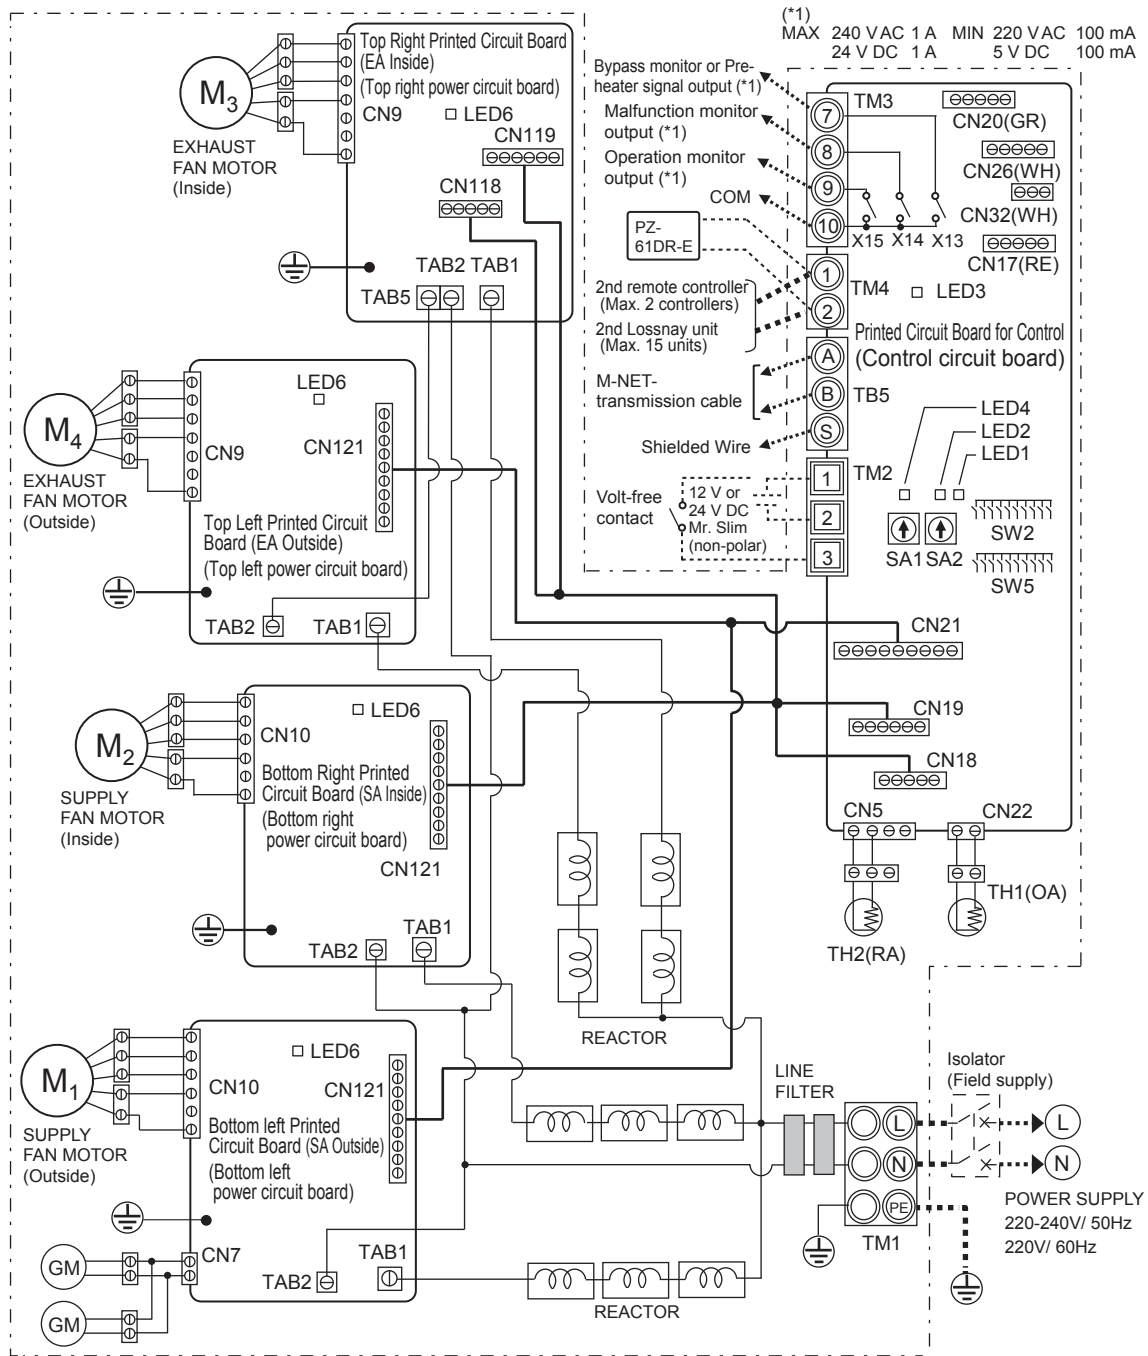 (*1)
MAX 240 V AC 1 A MIN 220 V AC 100 mA
24 V DC 1 A 5 V DC 100 mA
M3
EXHAUST
FAN MOTOR
(Inside)
Top Right Printed Circuit Board
(EA Inside)
(Top right power circuit board)
CN9
LED6
CN119
CN118
TAB2 TAB1
TAB5
Bypass monitor or Pre-
heater signal output (*1)
Malfunction monitor
output (*1)
Operation monitor
output (*1)
COM
PZ-
61DR-E
2nd remote controller
(Max. 2 controllers)
2nd Lossnay unit
(Max. 15 units)
M-NET-
transmission cable
Shielded Wire
Volt-free
contact
12 V or
24 V DC
Mr. Slim
(non-polar)
7
8
9
10
TM3
X15 X14 X13
1
2
TM4
A
B
S
TB5
1
2
3
TM2
CN20(GR)
CN26(WH)
CN32(WH)
CN17(RE)
LED3
Printed Circuit Board for Control
(Control circuit board)
LED4
LED2
LED1
SA1 SA2
SW2
SW5
CN21
CN19
CN18
CN5
CN22
TH1(OA)
TH2(RA)
M4
EXHAUST
FAN MOTOR
(Outside)
LED6
CN9
CN121
Top Left Printed Circuit
Board (EA Outside)
(Top left power circuit board)
TAB2
TAB1
M2
SUPPLY
FAN MOTOR
(Inside)
LED6
CN10
Bottom Right Printed
Circuit Board (SA Inside)
(Bottom right
power circuit board)
CN121
TAB2
TAB1
REACTOR
M1
SUPPLY
FAN MOTOR
(Outside)
LED6
CN10
CN121
Bottom left Printed
Circuit Board (SA Outside)
(Bottom left
power circuit board)
CN7
TAB2
TAB1
GM
GM
REACTOR
LINE
FILTER
L
N
PE
TM1
Isolator
(Field supply)
L
N
POWER SUPPLY
220-240V/ 50Hz
220V/ 60Hz